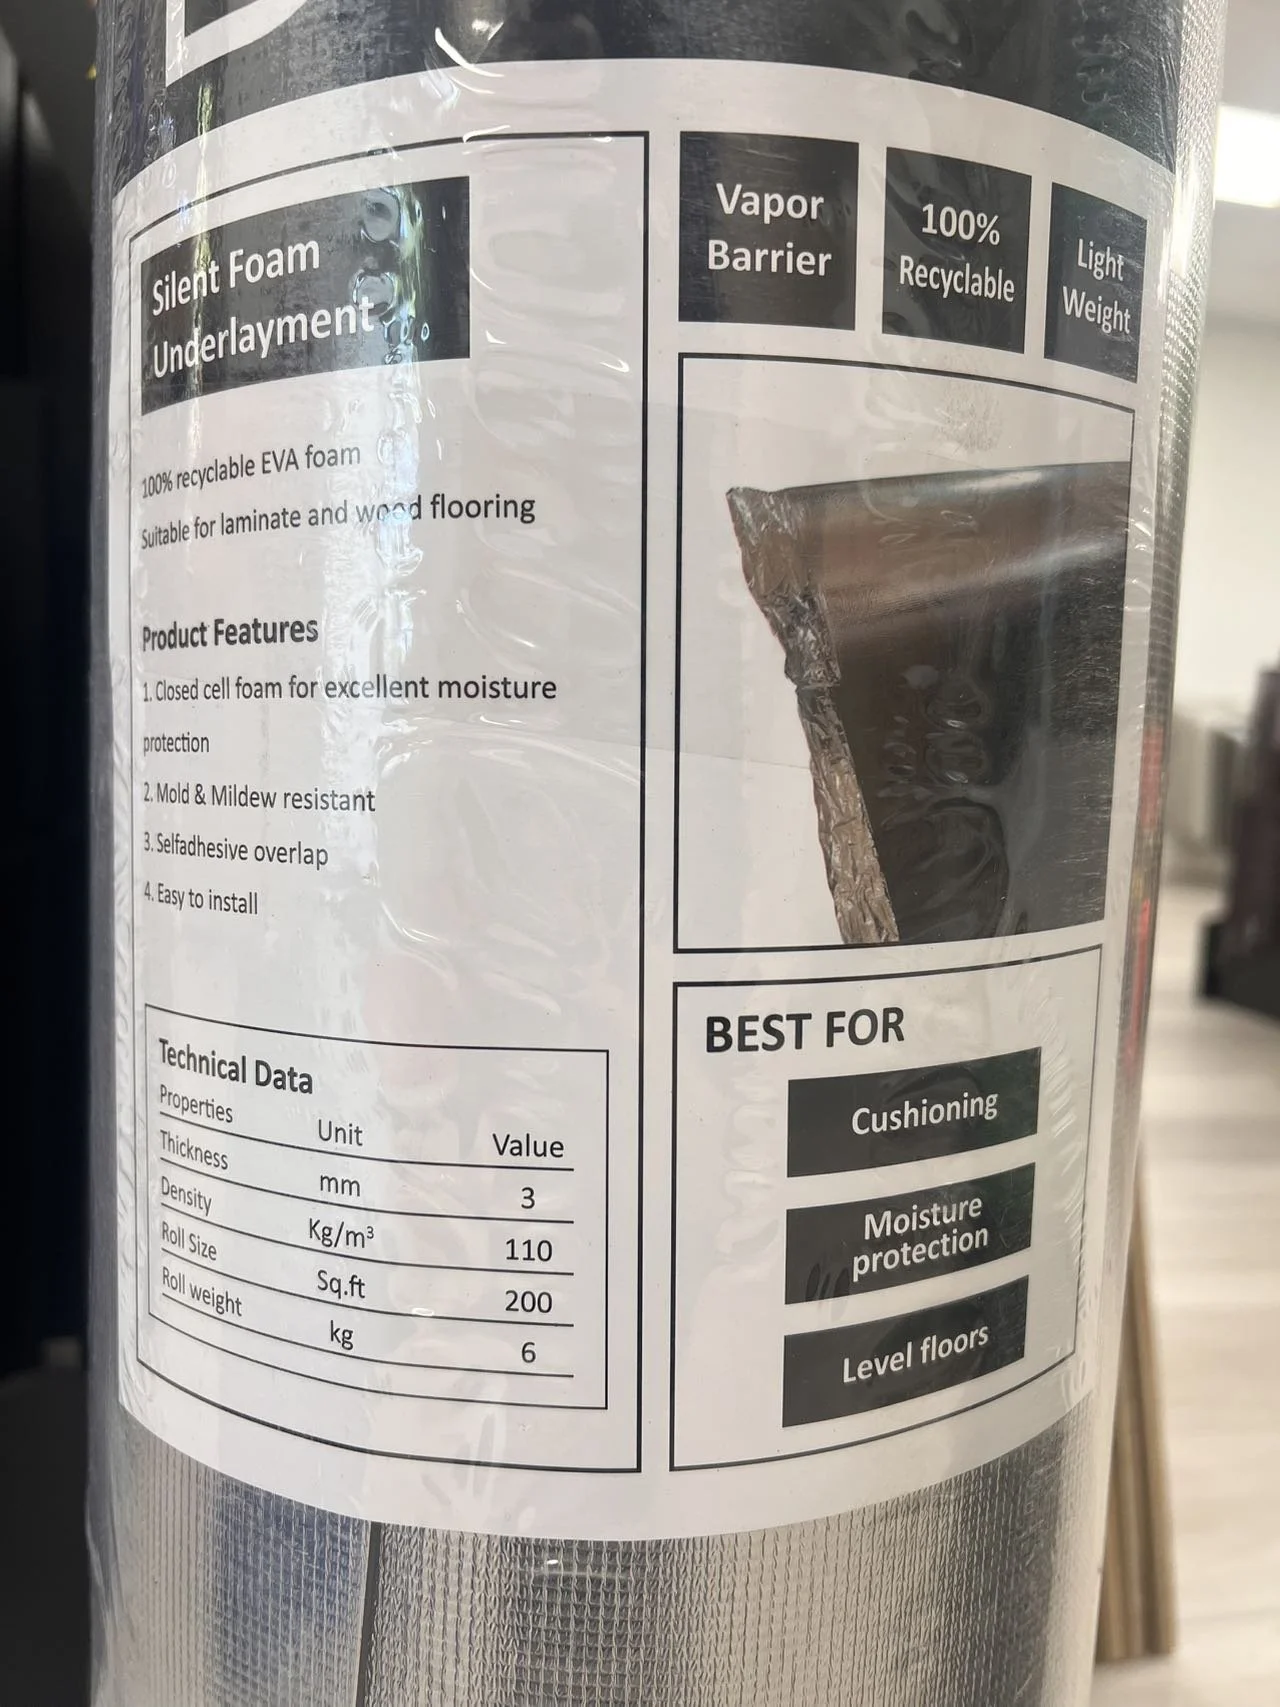 Silent Foam
Underlayment
100% recyclable EVA foam
Suitable for laminate and wood flooring
Product Features
1. Closed cell foam for excellent moisture
protection
2. Mold & Mildew resistant
3. Selfadhesive overlap
4. Easy to install
Technical Data
Properties Unit Value
Thickness mm 3
Density Kg/m³ 110
Roll Size Sq.ft 200
Roll weight kg 6
Vapor
Barrier
100%
Recyclable
Light
Weight
BEST FOR
Cushioning
Moisture
protection
Level floors